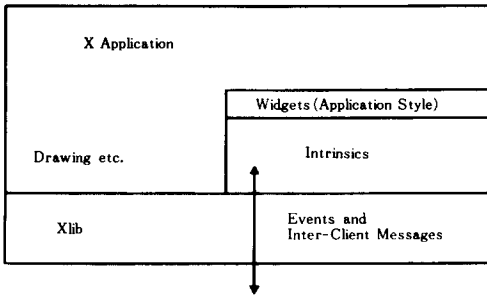 X Application
Widgets (Application Style)
Drawing etc.
Intrinsics
Xlib
Events and
Inter-Client Messages